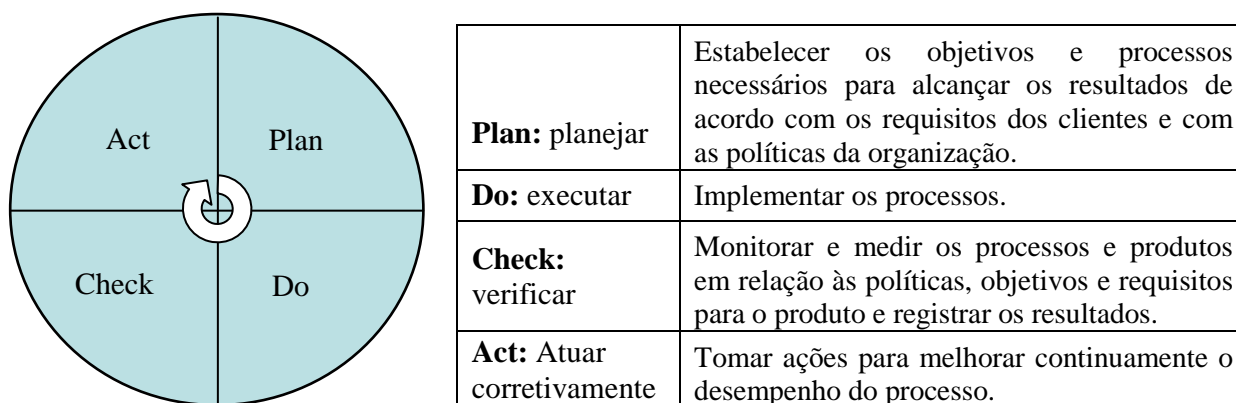 Act
Plan
Check
Do
Plan: planejar
Estabelecer os objetivos e processos
necessários para alcançar os resultados de
acordo com os requisitos dos clientes e com
as políticas da organização.
Do: executar
Implementar os processos.
Check:
verificar
Monitorar e medir os processos e produtos
em relação às políticas, objetivos e requisitos
para o produto e registrar os resultados.
Act: Atuar
corretivamente
Tomar ações para melhorar continuamente o
desempenho do processo.